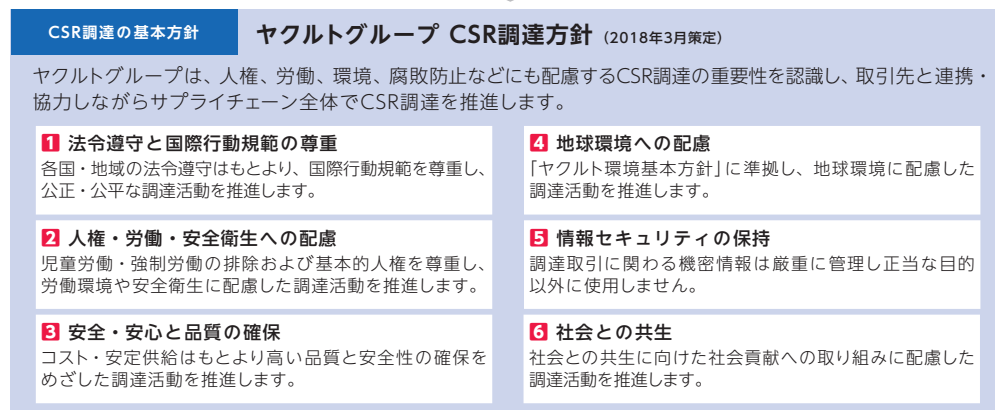 CSR調達の基本方針
ヤクルトグループ CSR調達方針 (2018年3月策定)
ヤクルトグループは、人権、労働、環境、腐敗防止などにも配慮するCSR調達の重要性を認識し、取引先と連携・
協力しながらサプライチェーン全体でCSR調達を推進します。
1 法令遵守と国際行動規範の尊重
各国・地域の法令遵守はもとより、国際行動規範を尊重し、
公正・公平な調達活動を推進します。
2 人権・労働・安全衛生への配慮
児童労働・強制労働の排除および基本的人権を尊重し、
労働環境や安全衛生に配慮した調達活動を推進します。
3 安全・安心と品質の確保
コスト・安定供給はもとより高い品質と安全性の確保を
めざした調達活動を推進します。
4 地球環境への配慮
「ヤクルト環境基本方針」に準拠し、地球環境に配慮した
調達活動を推進します。
5 情報セキュリティの保持
調達取引に関わる機密情報は厳重に管理し正当な目的
以外に使用しません。
6 社会との共生
社会との共生に向けた社会貢献への取り組みに配慮した
調達活動を推進します。